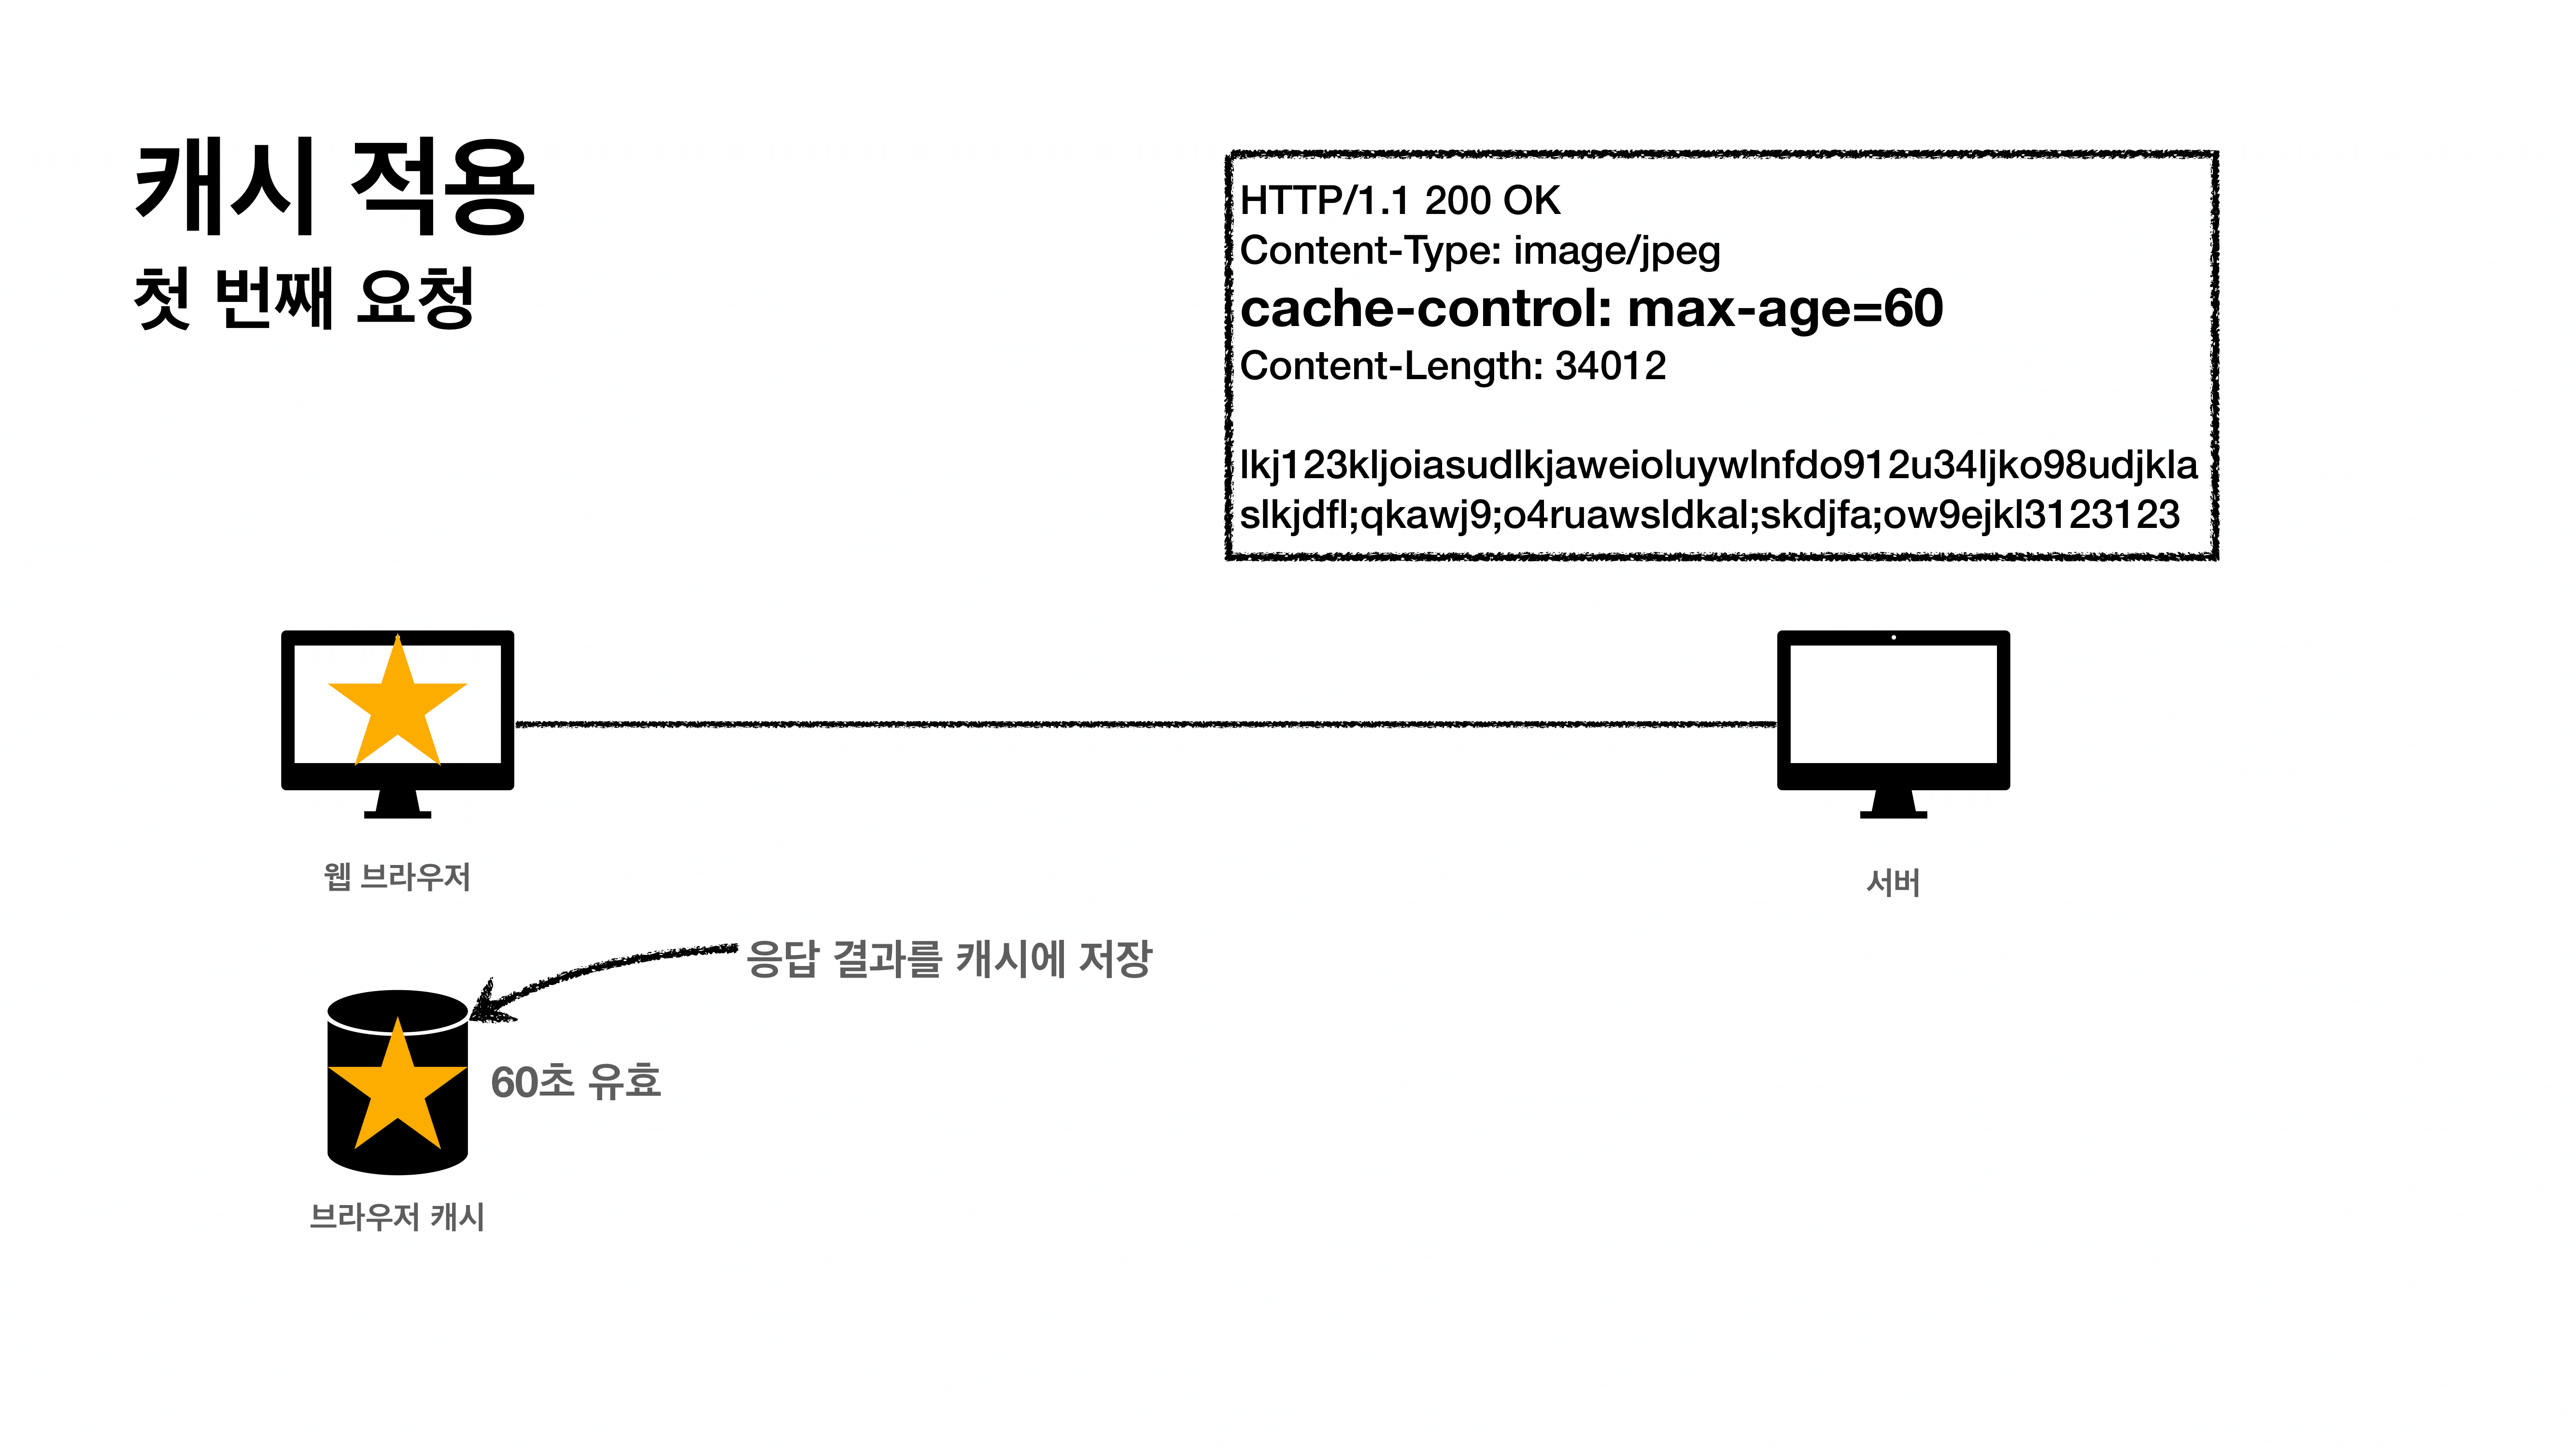 캐시 적용
첫 번째 요청
HTTP/1.1 200 OK
Content-Type: image/jpeg
cache-control: max-age=60
Content-Length: 34012
lkj123kljoiasudlkjaweioluywlnfdo912u34ljko98udjkla
slkjdfl;qkawj9;o4ruawsldkal;skdjfa;ow9ejkl3123123
웹 브라우저
서버
응답 결과를 캐시에 저장
60초 유효
브라우저 캐시